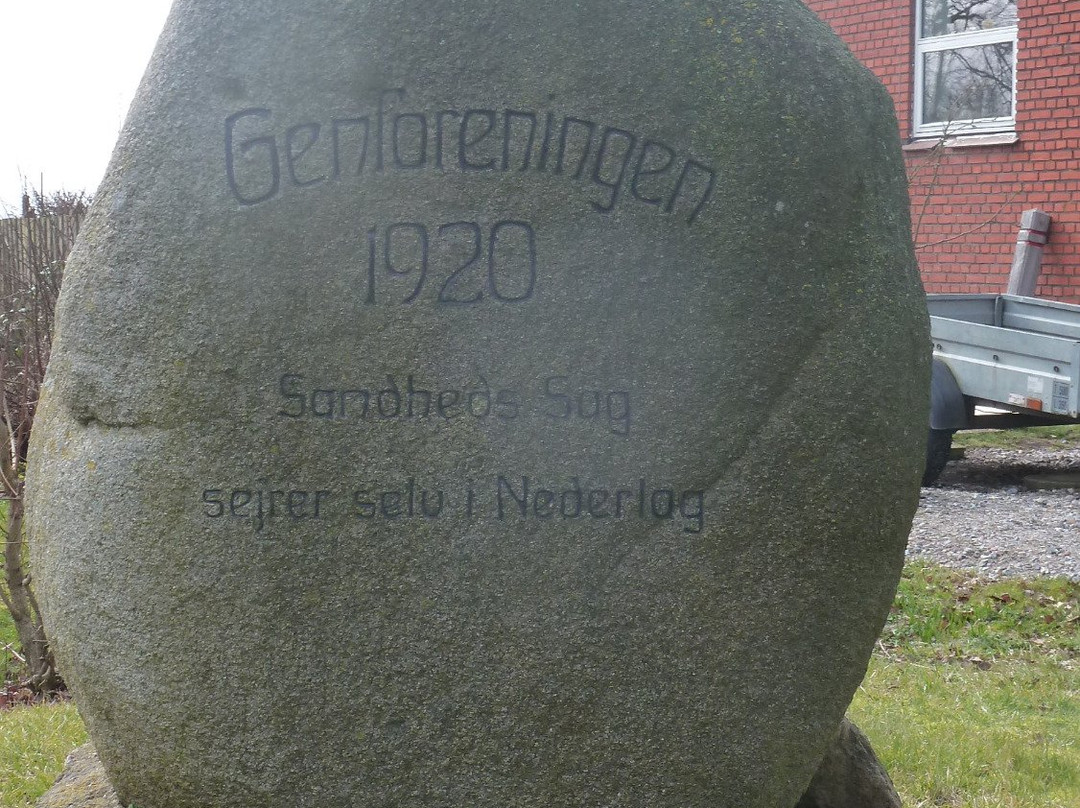 Genforeningen
1920
Sandheds Sag
sejrer selv i Nederlag